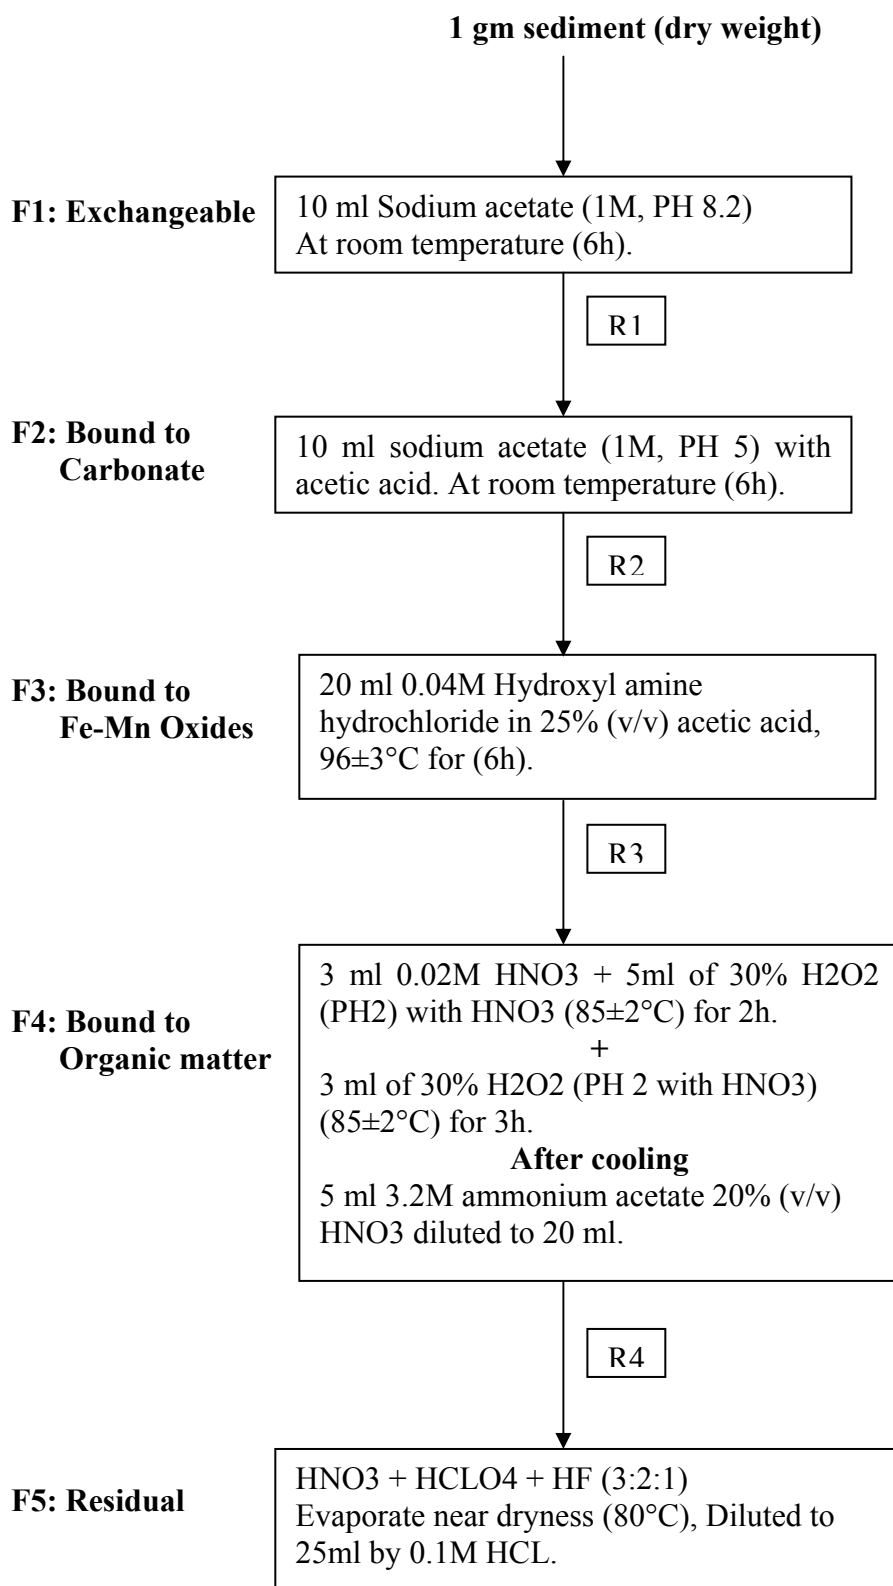 1 gm sediment (dry weight)
F1: Exchangeable
10 ml Sodium acetate (1M, PH 8.2)
At room temperature (6h).
R1
F2: Bound to
Carbonate
10 ml sodium acetate (1M, PH 5) with
acetic acid. At room temperature (6h).
R2
F3: Bound to
Fe-Mn Oxides
20 ml 0.04M Hydroxyl amine
hydrochloride in 25% (v/v) acetic acid,
96±3°C for (6h).
R3
F4: Bound to
Organic matter
3 ml 0.02M HNO3 + 5ml of 30% H2O2
(PH2) with HNO3 (85±2°C) for 2h.
+
3 ml of 30% H2O2 (PH 2 with HNO3)
(85±2°C) for 3h.
After cooling
5 ml 3.2M ammonium acetate 20% (v/v)
HNO3 diluted to 20 ml.
R4
F5: Residual
HNO3 + HCLO4 + HF (3:2:1)
Evaporate near dryness (80°C), Diluted to
25ml by 0.1M HCL.